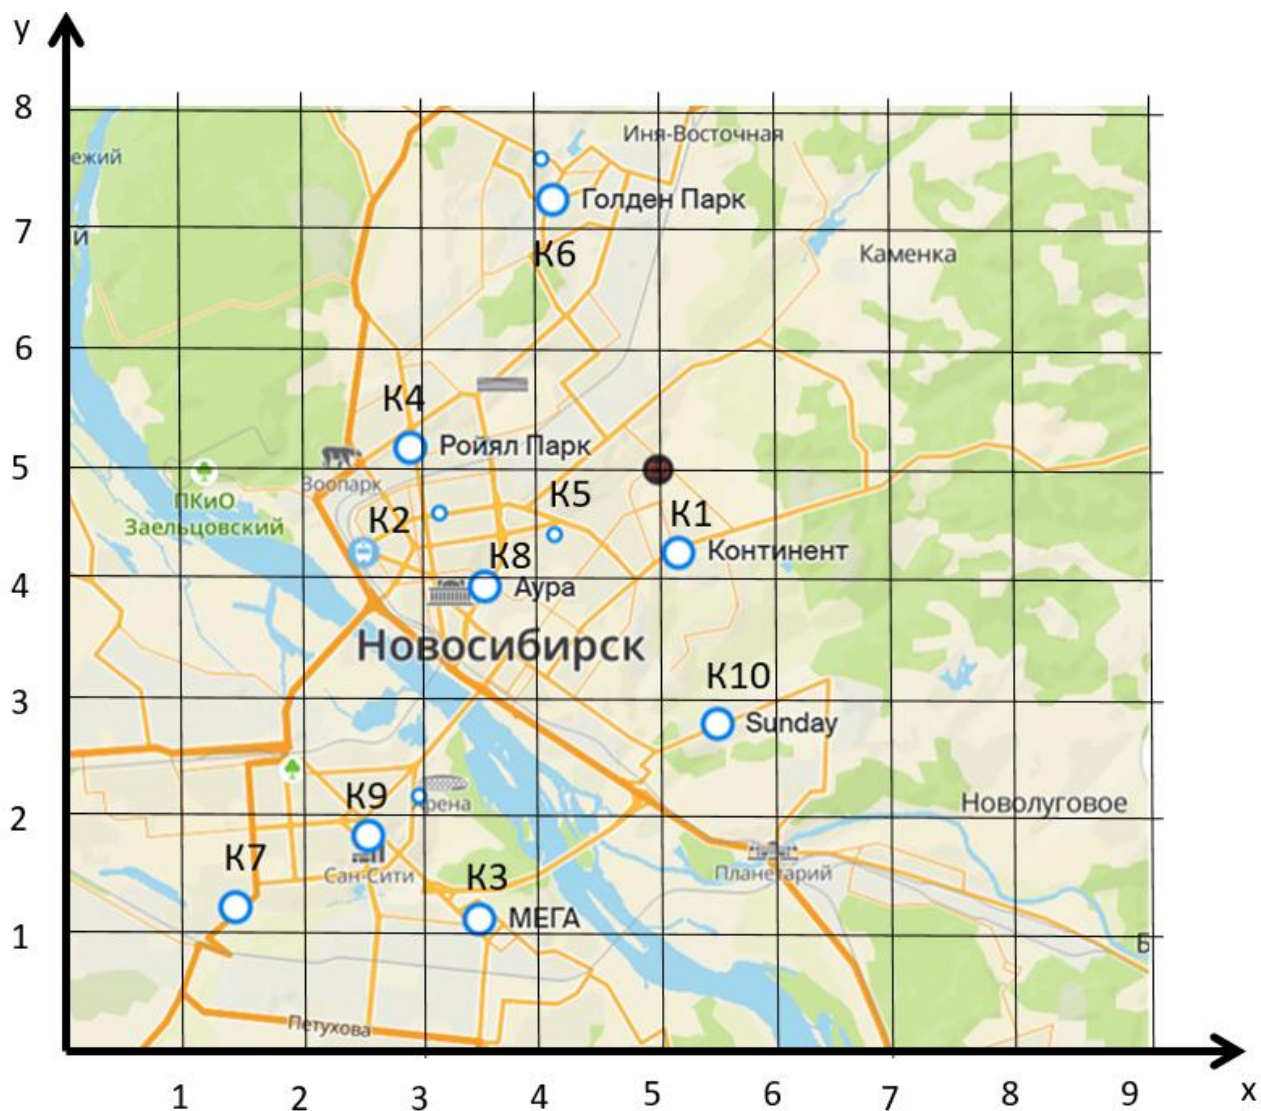 y
8
Иня-Восточная
ежий
Голден Парк
7
й
К6
Каменка
6
К4
Ройял Парк
5
Зоопарк
К5
ПКиО
Заельцовский
К2
К1
Континент
К8
4
Аура
Новосибирск
К10
3
Sunday
К9
Арена
Новолуговое
2
К7
Сан-Сити
К3
Планетарий
МЕГА
1
Б
Петухова
1 2 3 4 5 6 7 8 9 x